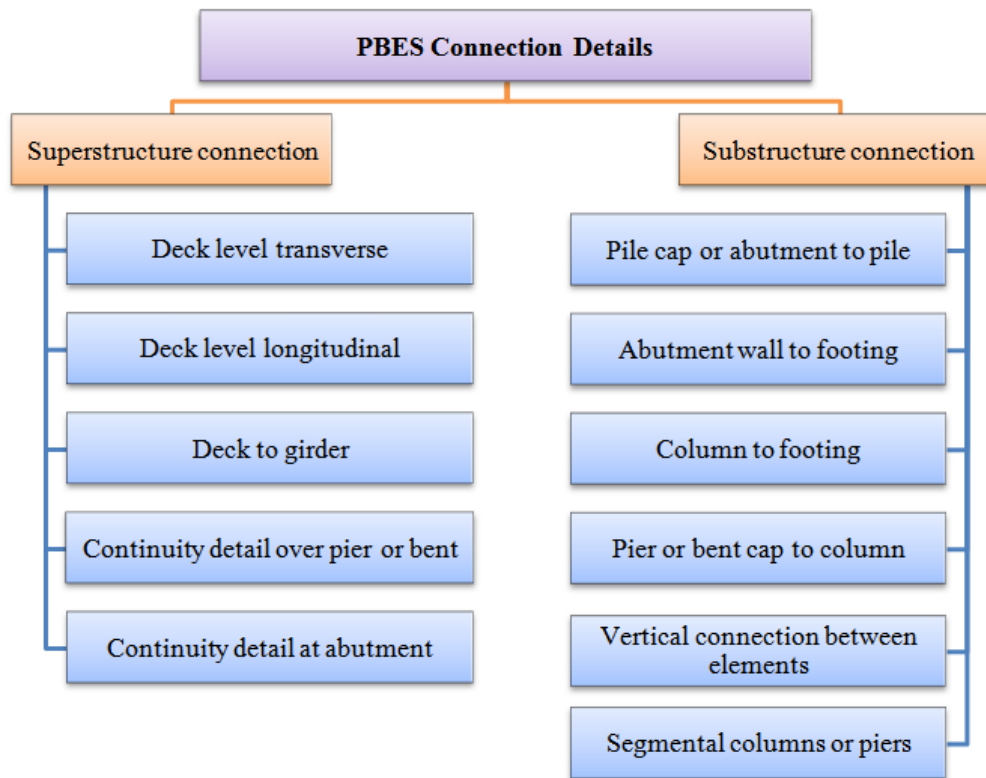 PBES Connection Details
Superstructure connection
Deck level transverse
Deck level longitudinal
Deck to girder
Continuity detail over pier or bent
Continuity detail at abutment
Substructure connection
Pile cap or abutment to pile
Abutment wall to footing
Column to footing
Pier or bent cap to column
Vertical connection between
elements
Segmental columns or piers